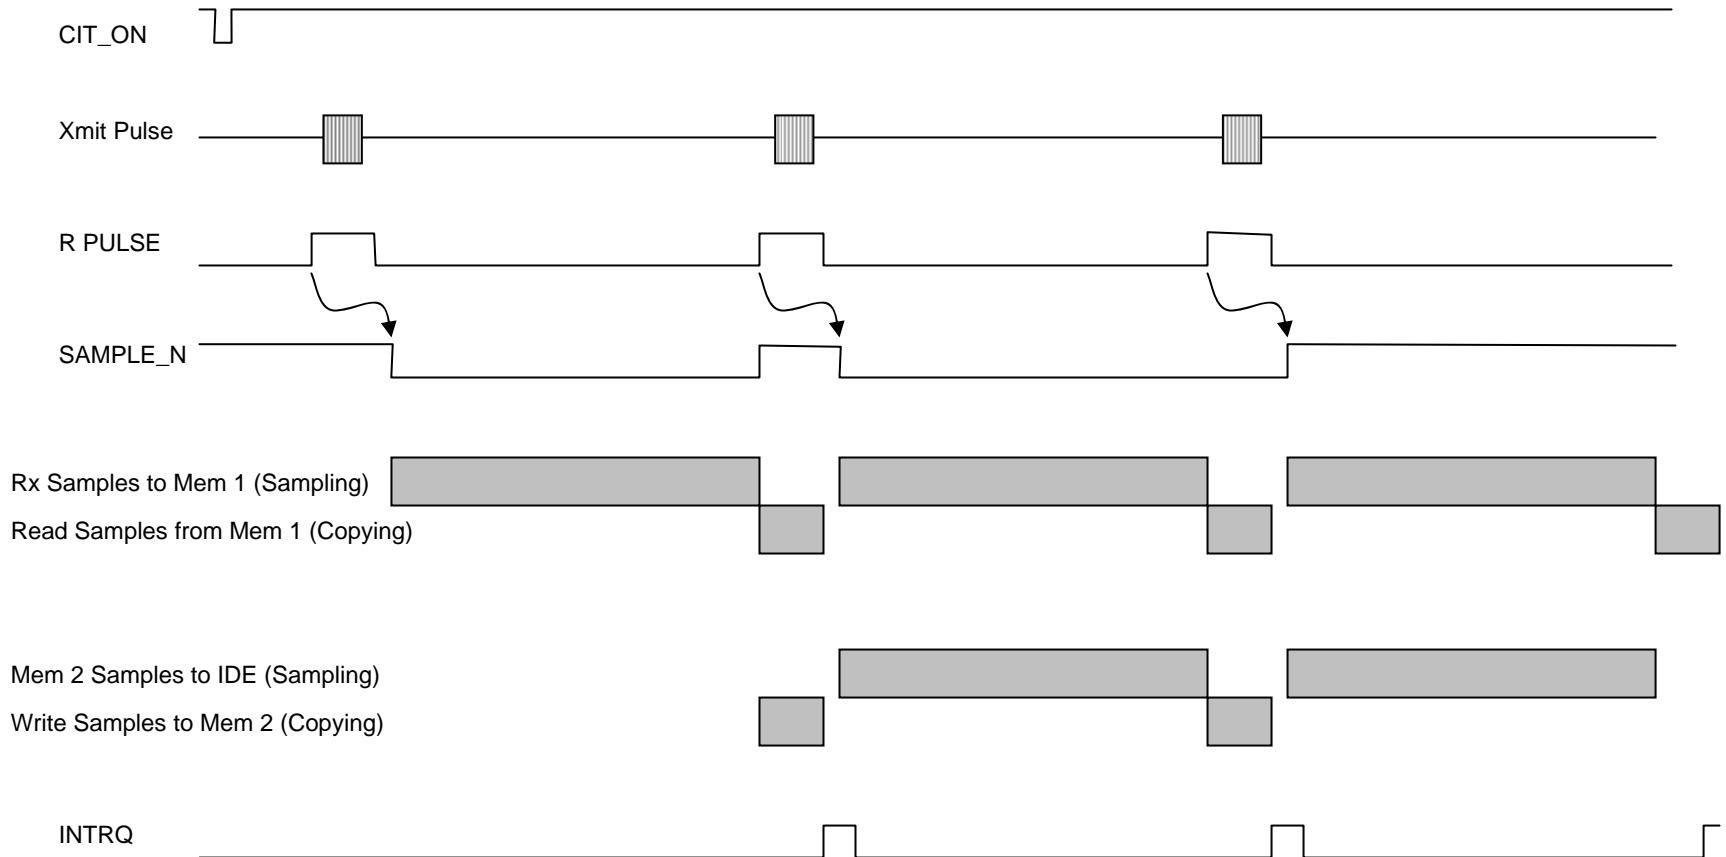 CIT_ON
Xmit Pulse
R PULSE
SAMPLE_N
Rx Samples to Mem 1 (Sampling)
Read Samples from Mem 1 (Copying)
Mem 2 Samples to IDE (Sampling)
Write Samples to Mem 2 (Copying)
INTRQ